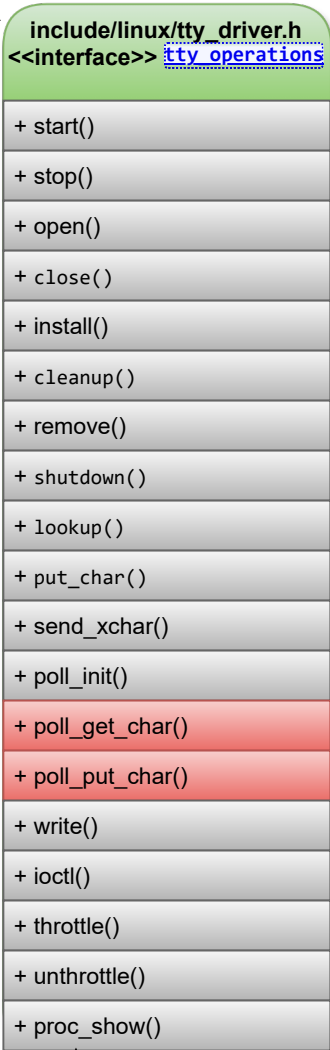 include/linux/tty_driver.h
<<interface>> tty_operations
+ start()
+ stop()
+ open()
+ close()
+ install()
+ cleanup()
+ remove()
+ shutdown()
+ lookup()
+ put_char()
+ send_xchar()
+ poll_init()
+ poll_get_char()
+ poll_put_char()
+ write()
+ ioctl()
+ throttle()
+ unthrottle()
+ proc_show()